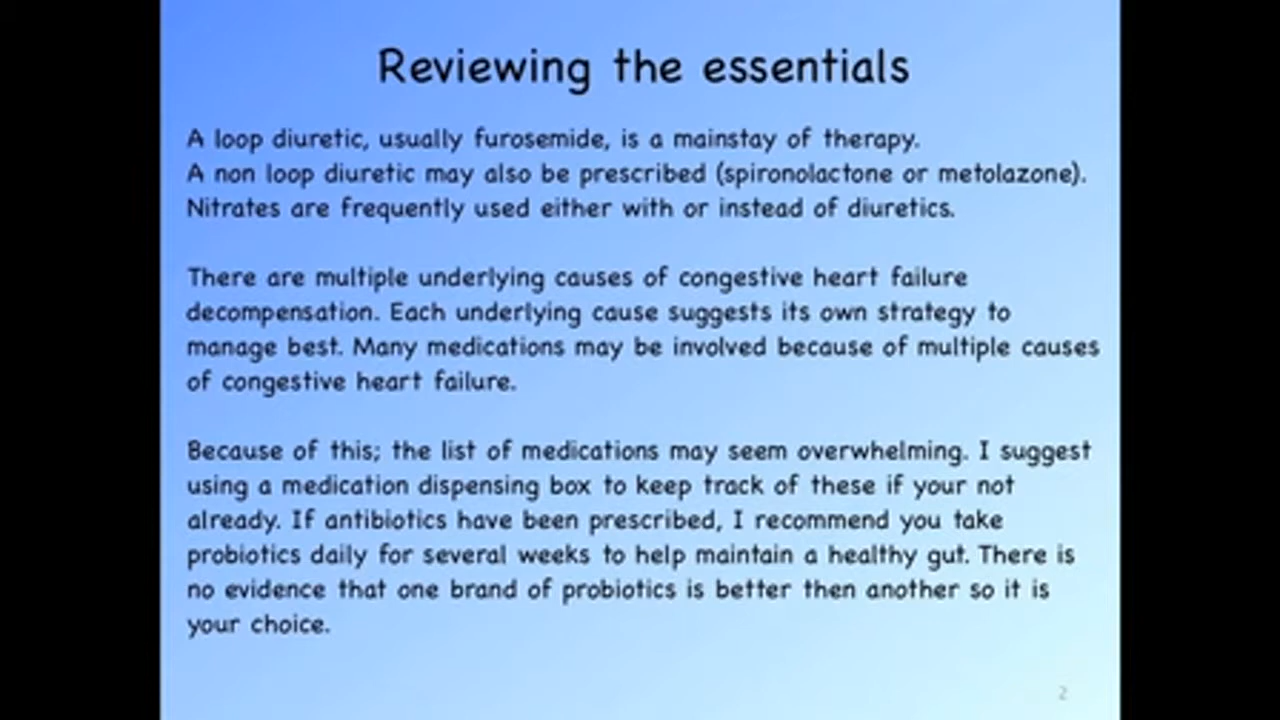 Reviewing the essentials
A loop diuretic, usually furosemide, is a mainstay of therapy.
A non loop diuretic may also be prescribed (spironolactone or metolazone).
Nitrates are frequently used either with or instead of diuretics.
There are multiple underlying causes of congestive heart failure
decompensation. Each underlying cause suggests its own strategy to
manage best. Many medications may be involved because of multiple causes
of congestive heart failure.
Because of this; the list of medications may seem overwhelming. I suggest
using a medication dispensing box to keep track of these if your not
already. If antibiotics have been prescribed, I recommend you take
probiotics daily for several weeks to help maintain a healthy gut. There is
no evidence that one brand of probiotics is better then another so it is
your choice.
2